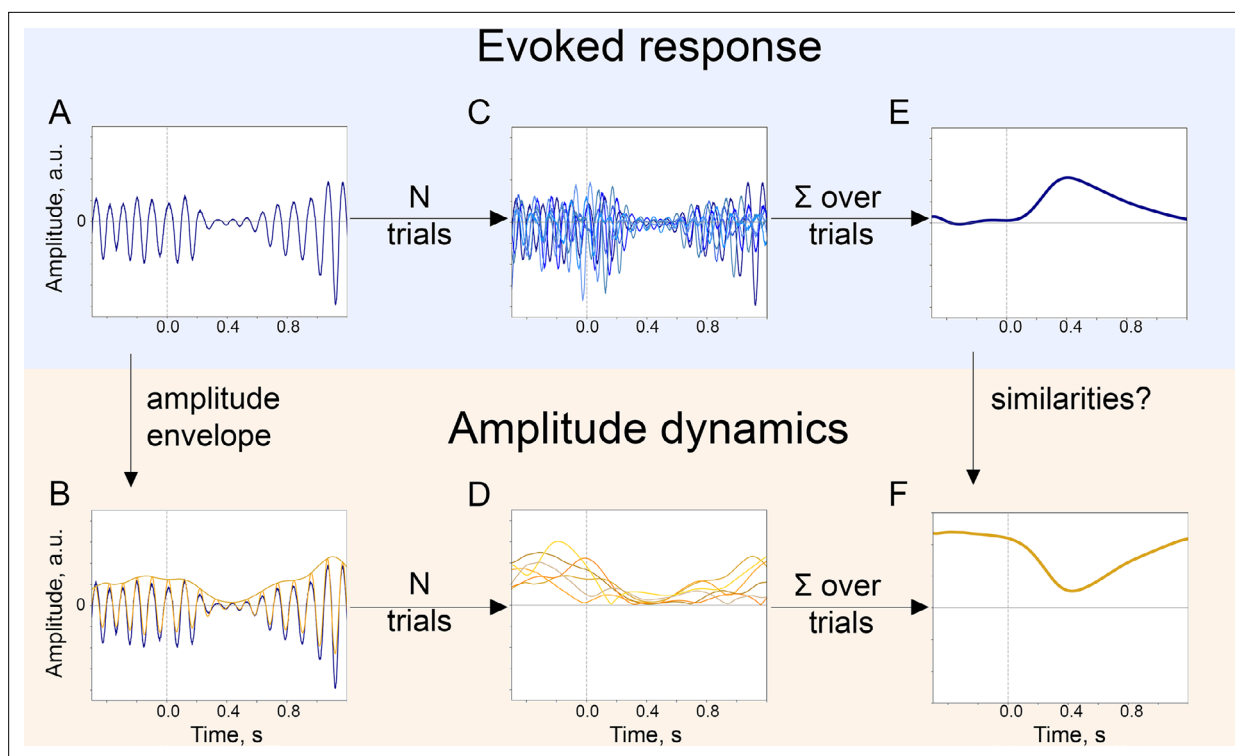 Evoked response
A
C
E
Amplitude, a.u.
0
N
trials
Σ over
trials
0.0 0.4 0.8
0.0 0.4 0.8
0.0 0.4 0.8
amplitude
envelope
similarities?
Amplitude dynamics
B
D
F
Amplitude, a.u.
0
N
trials
Σ over
trials
0.0 0.4 0.8
0.0 0.4 0.8
0.0 0.4 0.8
Time, s
Time, s
Time, s